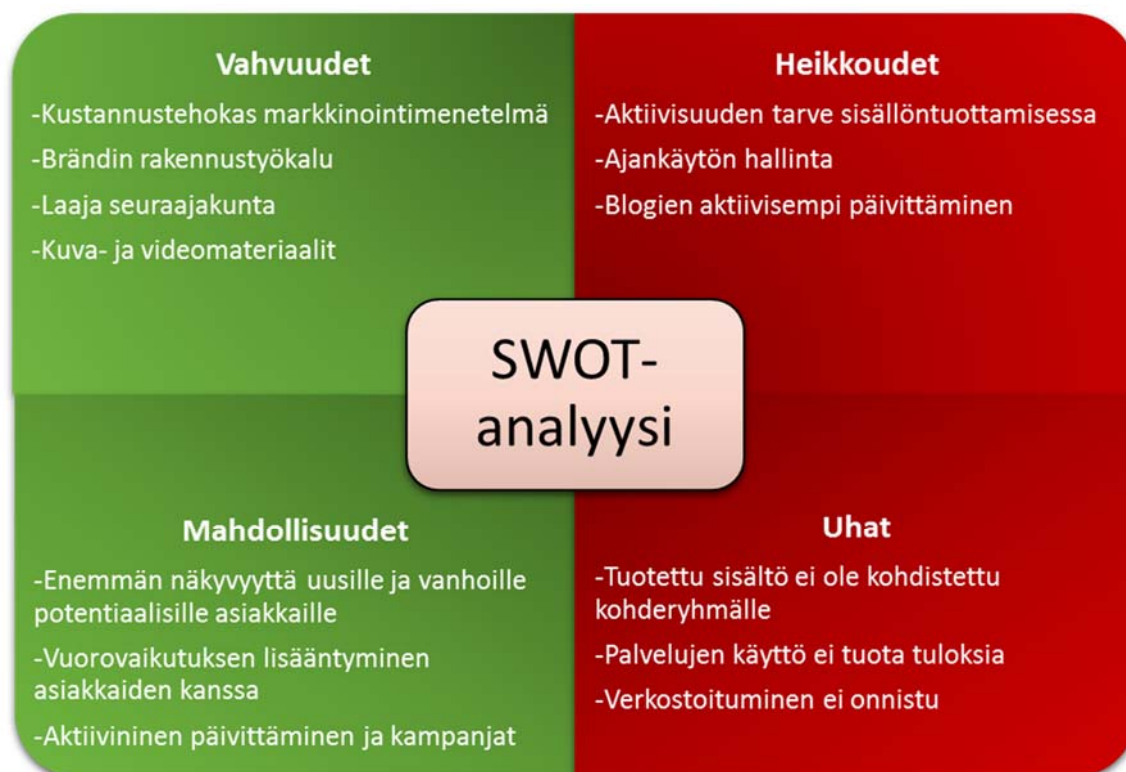 Vahvuudet
-Kustannustehokas markkinointimenetelmä
-Brändin rakennustyökalu
-Laaja seuraajakunta
-Kuva- ja videomateriaalit
Heikkoudet
-Aktiivisuuden tarve sisällöntuottamisessa
-Ajankäytön hallinta
-Blogien aktiivisempi päivittäminen
SWOT-
analyysi
Mahdollisuudet
-Enemmän näkyvyyttä uusille ja vanhoille
potentiaalisille asiakkaille
-Vuorovaikutuksen lisääntyminen
asiakkaiden kanssa
-Aktiivininen päivittäminen ja kampanjat
Uhat
-Tuotettu sisältö ei ole kohdistettu
kohderyhmälle
-Palvelujen käyttö ei tuota tuloksia
-Verkostoituminen ei onnistu